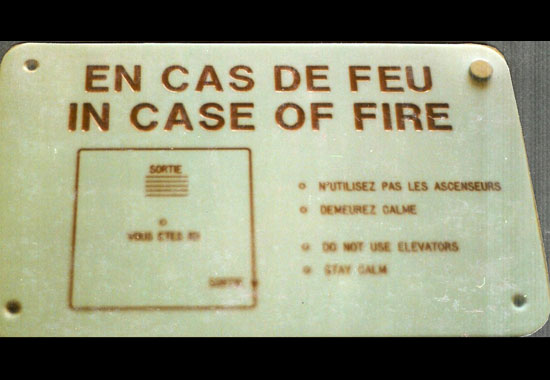 EN CAS DE FEU
IN CASE OF FIRE
SORTIE
VOUS ETES ICI
SORTIE
N'UTILISEZ PAS LES ASCENSEURS
DEMEUREZ CALME
DO NOT USE ELEVATORS
STAY CALM